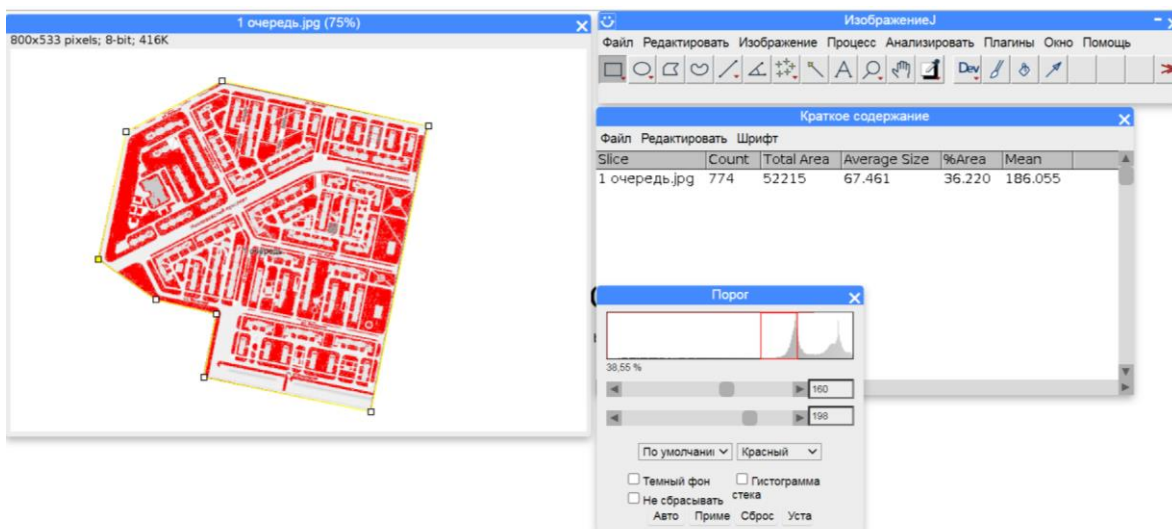 1 очередь.jpg (75%)
800x533 pixels; 8-bit; 416K
ИзображениеJ
Файл Редактировать Изображение Процесс Анализировать Плагины Окно Помощь
Dev
Краткое содержание
Файл Редактировать Шрифт
Slice Count Total Area Average Size %Area Mean
1 очередь.jpg 774 52215 67.461 36.220 186.055
Порог
38,55 %
160
198
По умолчани Красный
Темный фон Гистограмма
Не сбрасывать стека
Авто Приме Сброс Уста